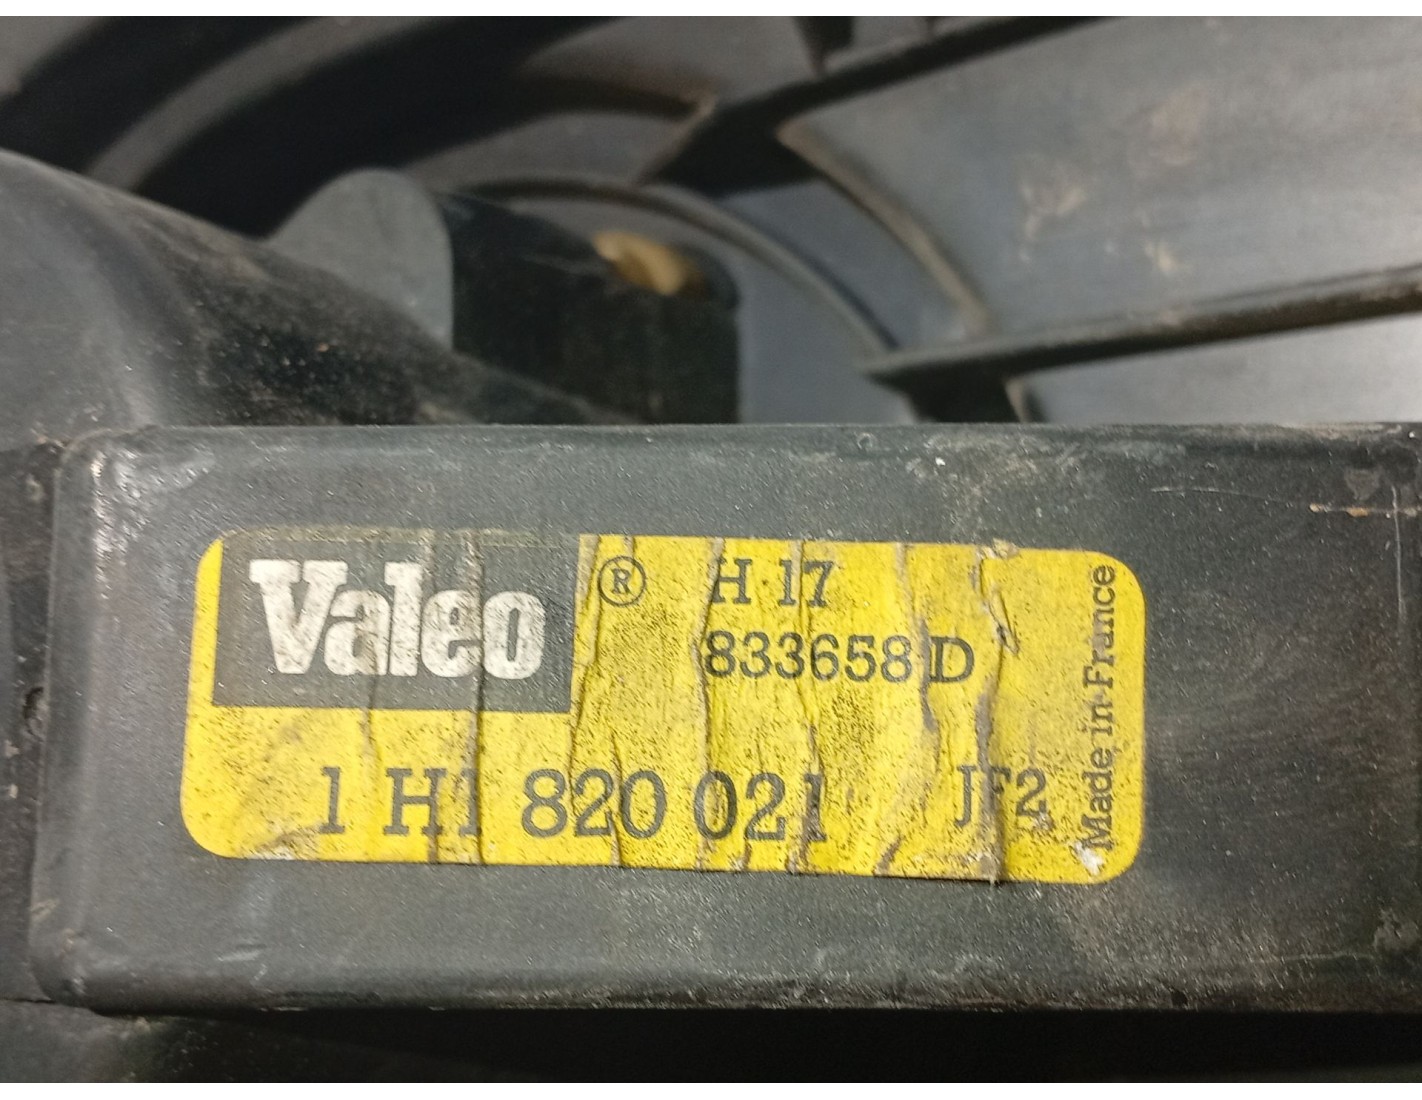 Valeo ® H 17
833658 D
1 H1 820 021 JF2
Made in France